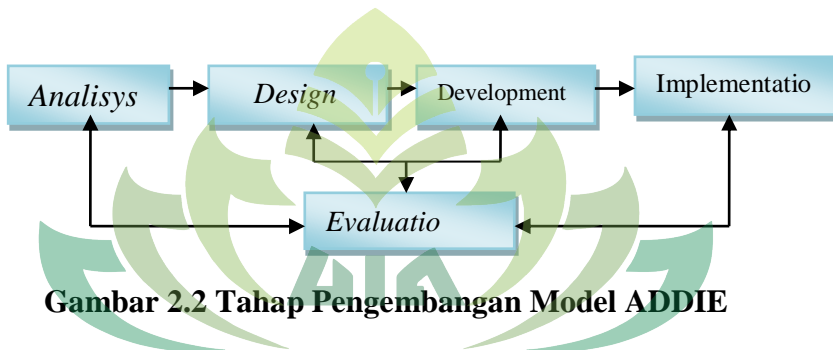 Analisys
Design
Development
Implementatio
Evaluatio
Gambar 2.2 Tahap Pengembangan Model ADDIE